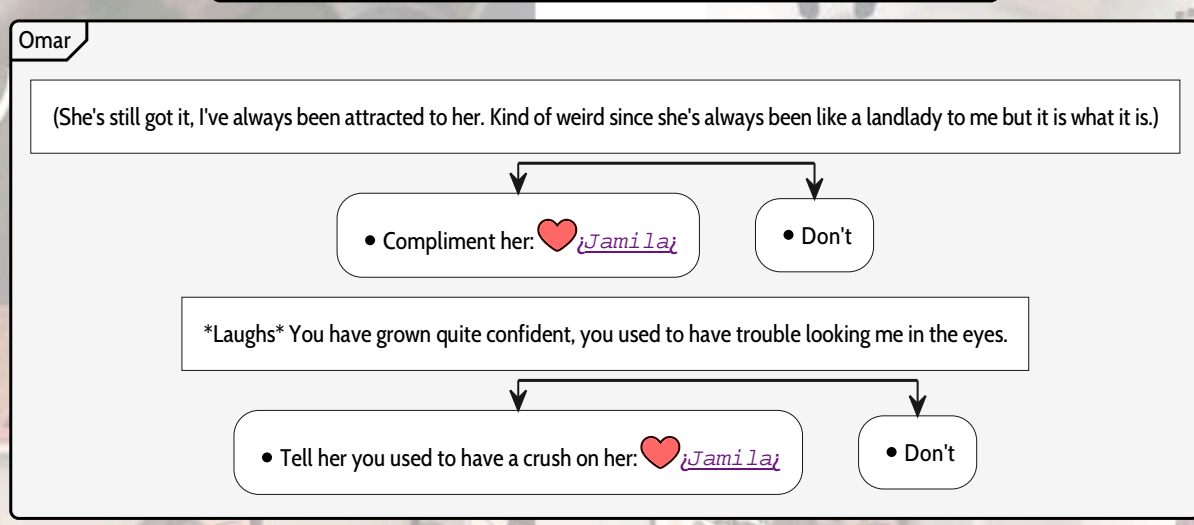 Omar
(She's still got it, I've always been attracted to her. Kind of weird since she's always been like a landlady to me but it is what it is.)
• Compliment her: ¡Jamila¡
• Don't
*Laughs* You have grown quite confident, you used to have trouble looking me in the eyes.
• Tell her you used to have a crush on her: ¡Jamila¡
• Don't